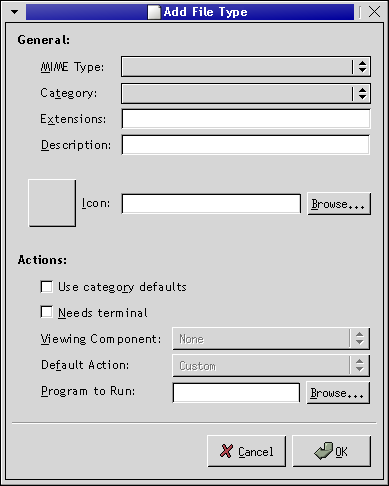 Add File Type
General:
MIME Type:
Category:
Extensions:
Description:
Icon:
Browse...
Actions:
Use category defaults
Needs terminal
Viewing Component: None
Default Action: Custom
Program to Run:
Browse...
Cancel OK